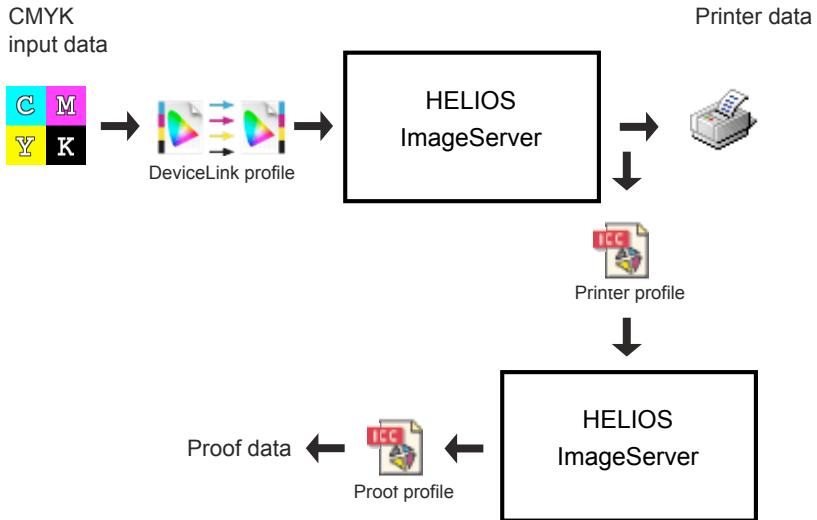 CMYK
input data
Printer data
C M
Y K
HELIOS
ImageServer
DeviceLink profile
ICC
Printer profile
HELIOS
ImageServer
Proof data
ICC
Proof profile